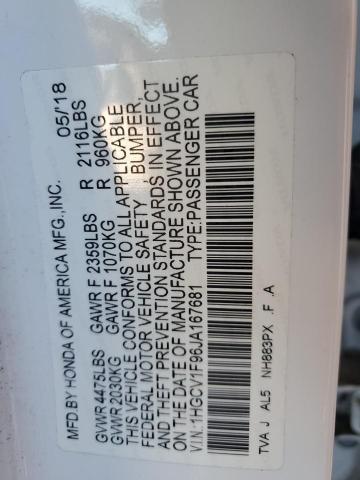 MFD.BY HONDA OF AMERICA MFG.,INC. 05/'18
GVWR 4475LBS GAWR F 2359LBS R 2116LBS
GVWR 2030KG GAWR F 1070KG R 960KG
THIS VEHICLE CONFORMS TO ALL APPLICABLE
FEDERAL MOTOR VEHICLE SAFETY , BUMPER,
AND THEFT PREVENTION STANDARDS IN EFFECT
ON THE DATE OF MANUFACTURE SHOWN ABOVE.
V.I.N.:1HGCV1F96JA167681 TYPE:PASSENGER CAR
TVA J AL5 NH883PX .F .A